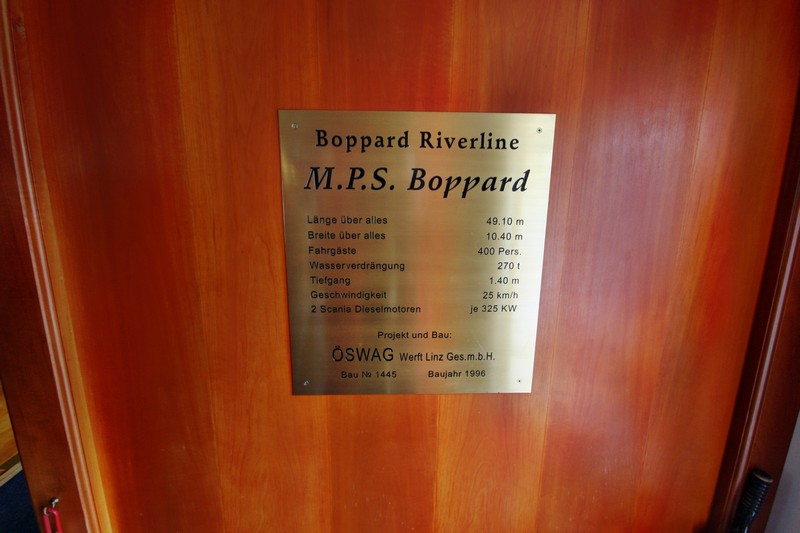 Boppard Riverline
M.P.S. Boppard
Länge über alles 49.10 m
Breite über alles 10.40 m
Fahrgäste 400 Pers.
Wasserverdrängung 270 t
Tiefgang 1.40 m
Geschwindigkeit 25 km/h
2 Scania Dieselmotoren je 325 KW
Projekt und Bau:
ÖSWAG Werft Linz Ges.m.b.H.
Bau № 1445 Baujahr 1996